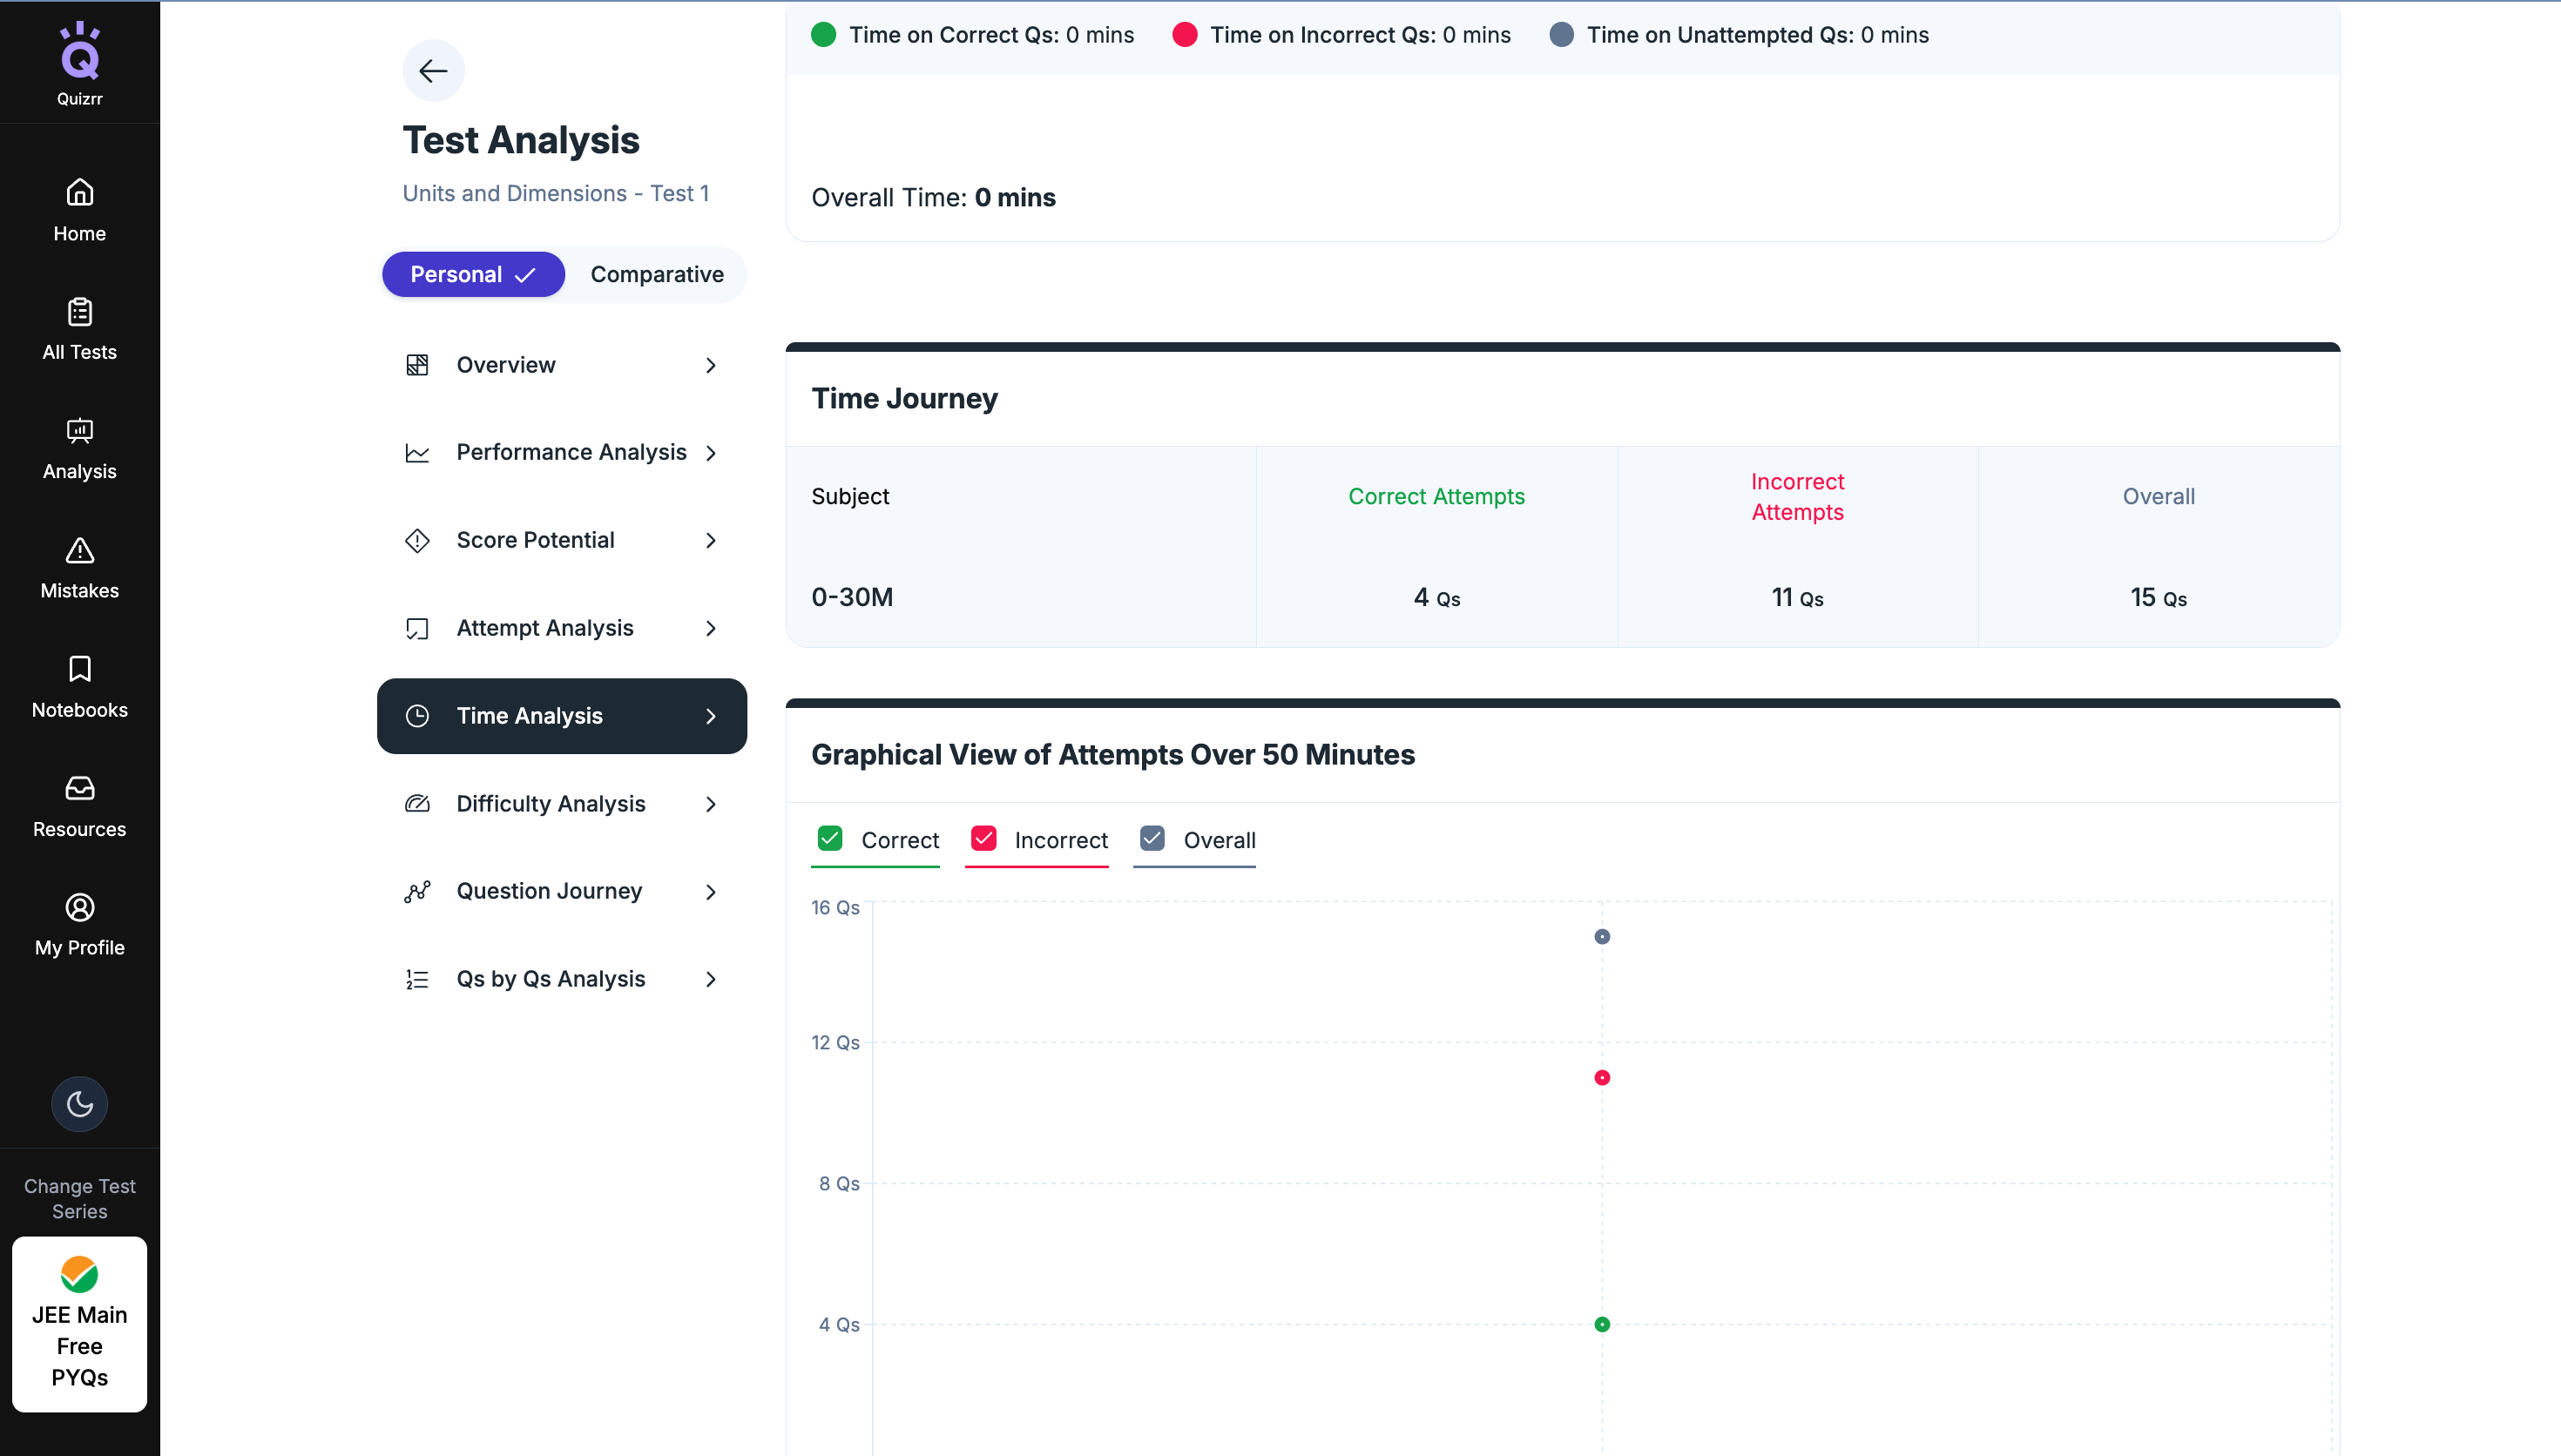 Quizrr
Home
All Tests
Analysis
Mistakes
Notebooks
Resources
My Profile
Change Test
Series
JEE Main
Free
PYQs
Test Analysis
Units and Dimensions - Test 1
Personal
Comparative
Overview
Performance Analysis
Score Potential
Attempt Analysis
Time Analysis
Difficulty Analysis
Question Journey
Qs by Qs Analysis
Time on Correct Qs: 0 mins
Time on Incorrect Qs: 0 mins
Time on Unattempted Qs: 0 mins
Overall Time: 0 mins
Time Journey
Subject
Correct Attempts
Incorrect
Attempts
Overall
0-30M
4 Qs
11 Qs
15 Qs
Graphical View of Attempts Over 50 Minutes
Correct
Incorrect
Overall
16 Qs
12 Qs
8 Qs
4 Qs